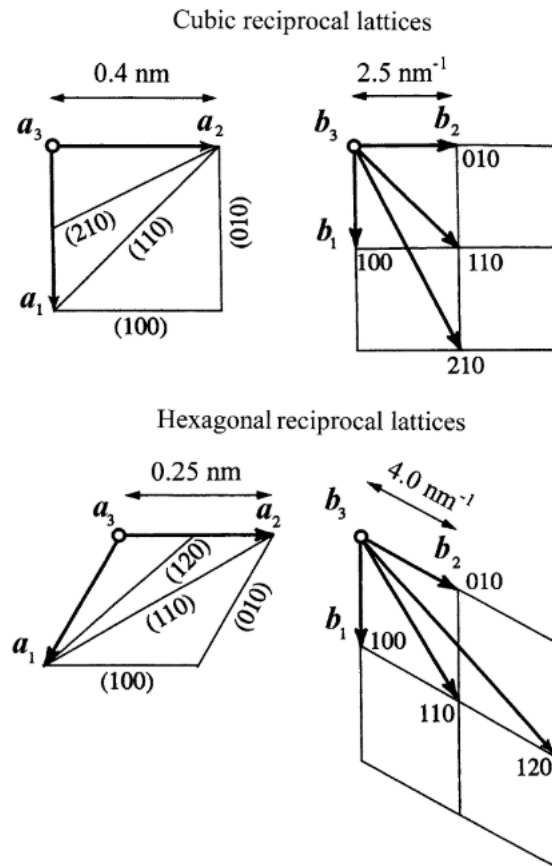 Cubic reciprocal lattices
0.4 nm
2.5 nm⁻¹
a₃
a₂
b₃
b₂
010
(210)
(110)
(010)
b₁
100
110
a₁
(100)
210
Hexagonal reciprocal lattices
0.25 nm
4.0 nm⁻¹
a₃
a₂
b₃
b₂
010
(120)
(110)
(010)
b₁
100
a₁
(100)
110
120